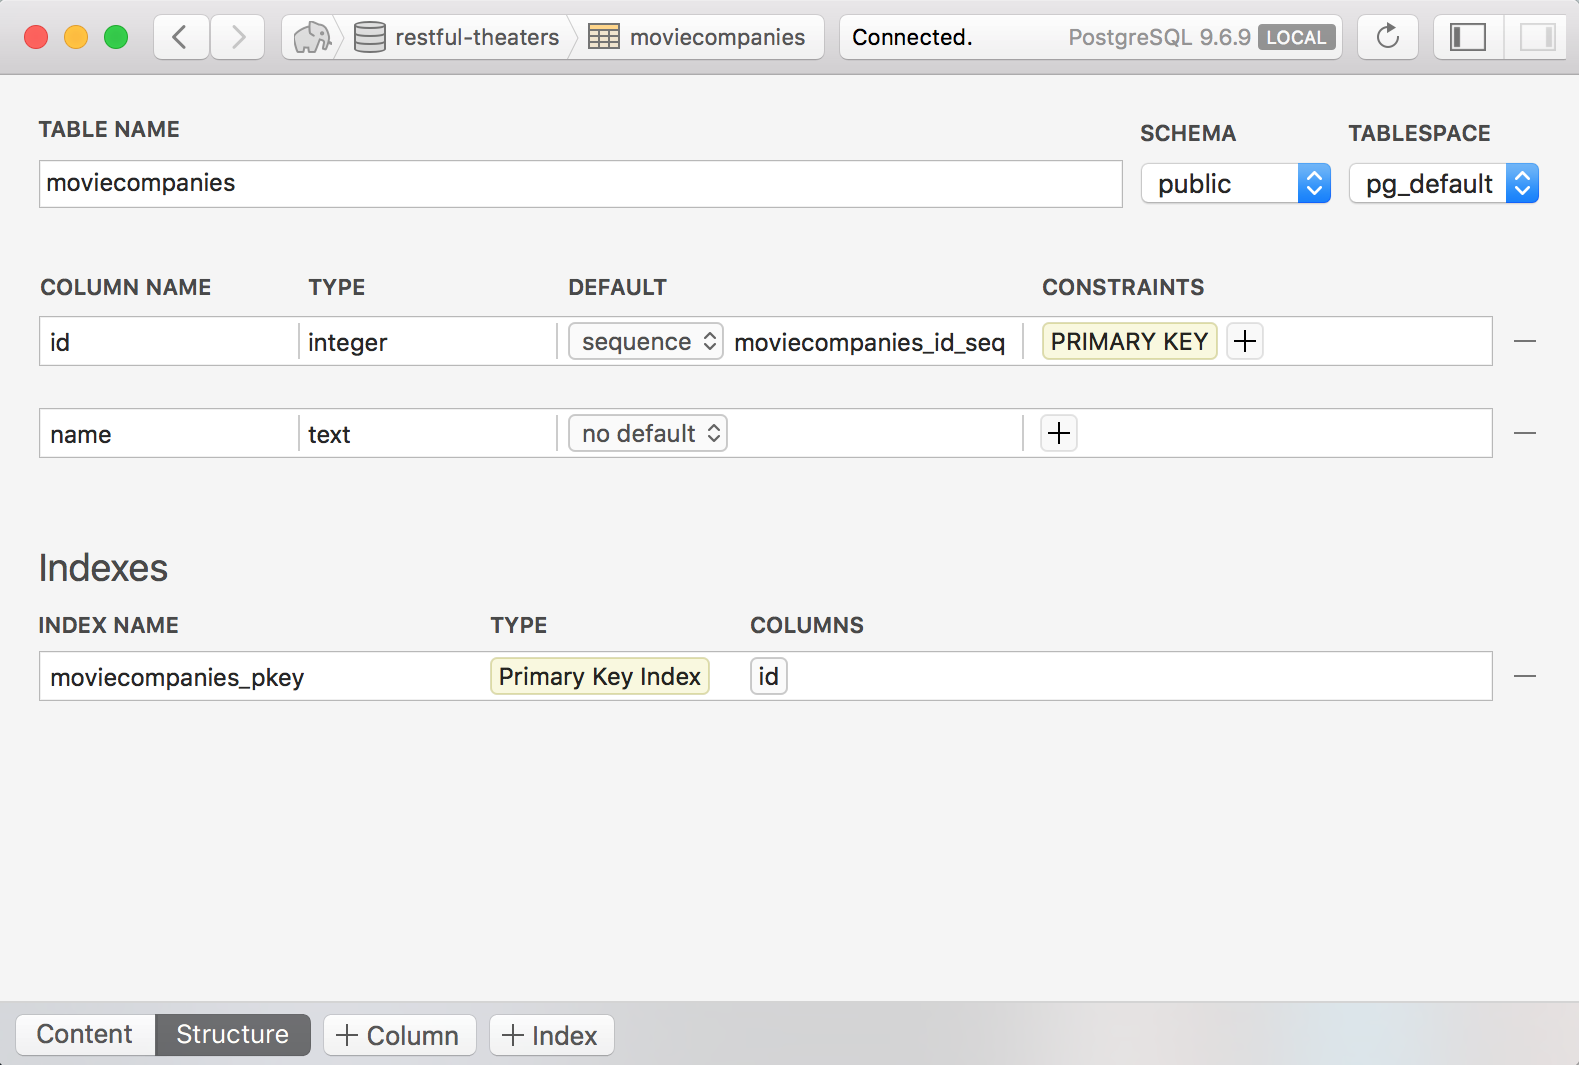 restful-theaters moviecompanies Connected. PostgreSQL 9.6.9 LOCAL
TABLE NAME SCHEMA TABLESPACE
moviecompanies public pg_default
COLUMN NAME TYPE DEFAULT CONSTRAINTS
id integer sequence moviecompanies_id_seq PRIMARY KEY +
name text no default +
Indexes
INDEX NAME TYPE COLUMNS
moviecompanies_pkey Primary Key Index id
Content Structure + Column + Index